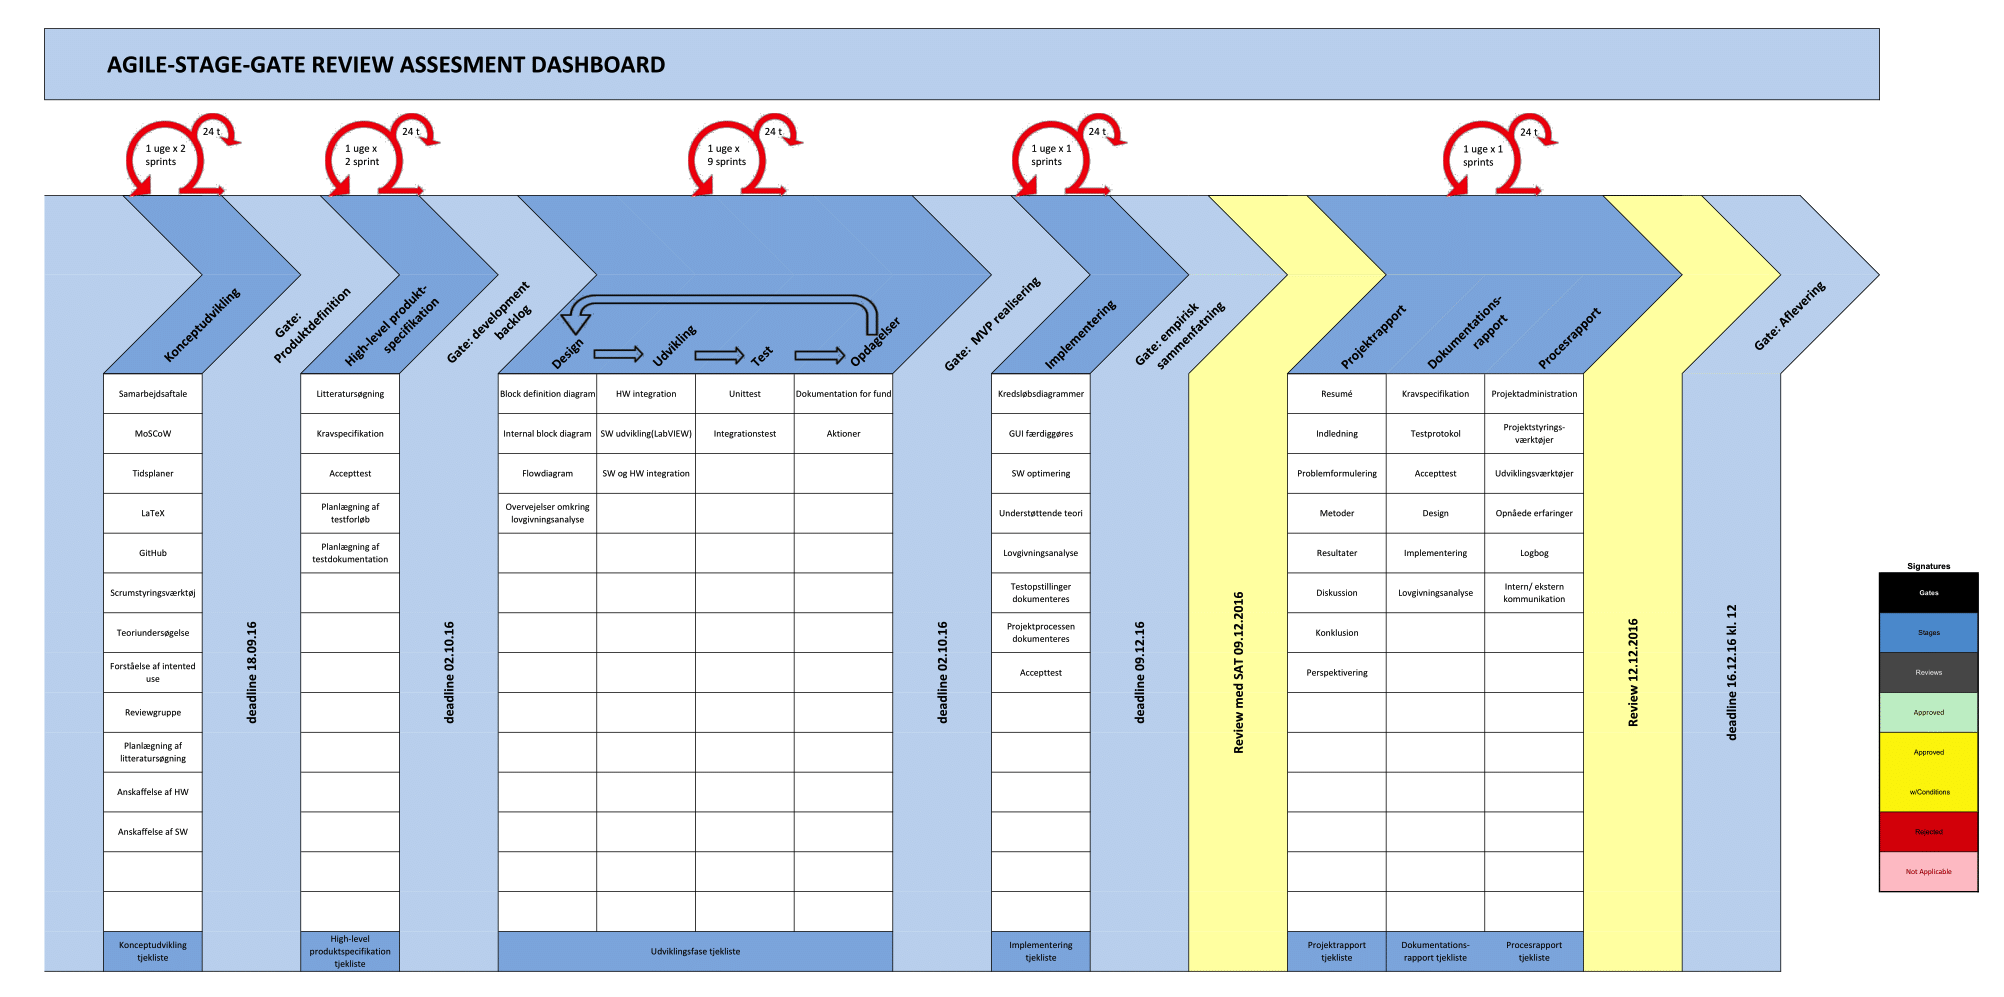 AGILE-STAGE-GATE REVIEW ASSESMENT DASHBOARD
1 uge x 2
sprints
24 t
1 uge x
2 sprint
24 t
1 uge x
9 sprints
24 t
1 uge x 1
sprints
24 t
1 uge x 1
sprints
24 t
Konceptudvikling
Gate:
Produktdefinition
High-level produkt-
specifikation
Gate: development
backlog
Design
Udvikling
Test
Opdagelser
Gate: MVP realisering
Implementering
Gate: empirisk
sammenfatning
Projektrapport
Dokumentations-
rapport
Procesrapport
Gate: Aflevering
Samarbejdsaftale
MoSCoW
Tidsplaner
LaTeX
GitHub
Scrumstyringsværktøj
Teoriundersøgelse
Forståelse af intented
use
Reviewgruppe
Planlægning af
litteratursøgning
Anskaffelse af HW
Anskaffelse af SW
Konceptudvikling
tjekliste
deadline 18.09.16
Litteratursøgning
Kravspecifikation
Accepttest
Planlægning af
testforløb
Planlægning af
testdokumentation
High-level
produktspecifikation
tjekliste
deadline 02.10.16
Block definition diagram
Internal block diagram
Flowdiagram
Overvejelser omkring
lovgivningsanalyse
HW integration
SW udvikling(LabVIEW)
SW og HW integration
Unittest
Integrationstest
Dokumentation for fund
Aktioner
Udviklingsfase tjekliste
deadline 02.10.16
Kredsløbsdiagrammer
GUI færdiggøres
SW optimering
Understøttende teori
Lovgivningsanalyse
Testopstillinger
dokumenteres
Projektprocessen
dokumenteres
Accepttest
Implementering
tjekliste
deadline 09.12.16
Review med SAT 09.12.2016
Resumé
Indledning
Problemformulering
Metoder
Resultater
Diskussion
Konklusion
Perspektivering
Projektrapport
tjekliste
Kravspecifikation
Testprotokol
Accepttest
Design
Implementering
Lovgivningsanalyse
Dokumentations-
rapport tjekliste
Projektadministration
Projektstyrings-
værktøjer
Udviklingsværktøjer
Opnåede erfaringer
Logbog
Intern/ ekstern
kommunikation
Procesrapport
tjekliste
Review 12.12.2016
deadline 16.12.16 kl. 12
Signatures
Gates
Stages
Reviews
Approved
Approved
w/Conditions
Rejected
Not Applicable